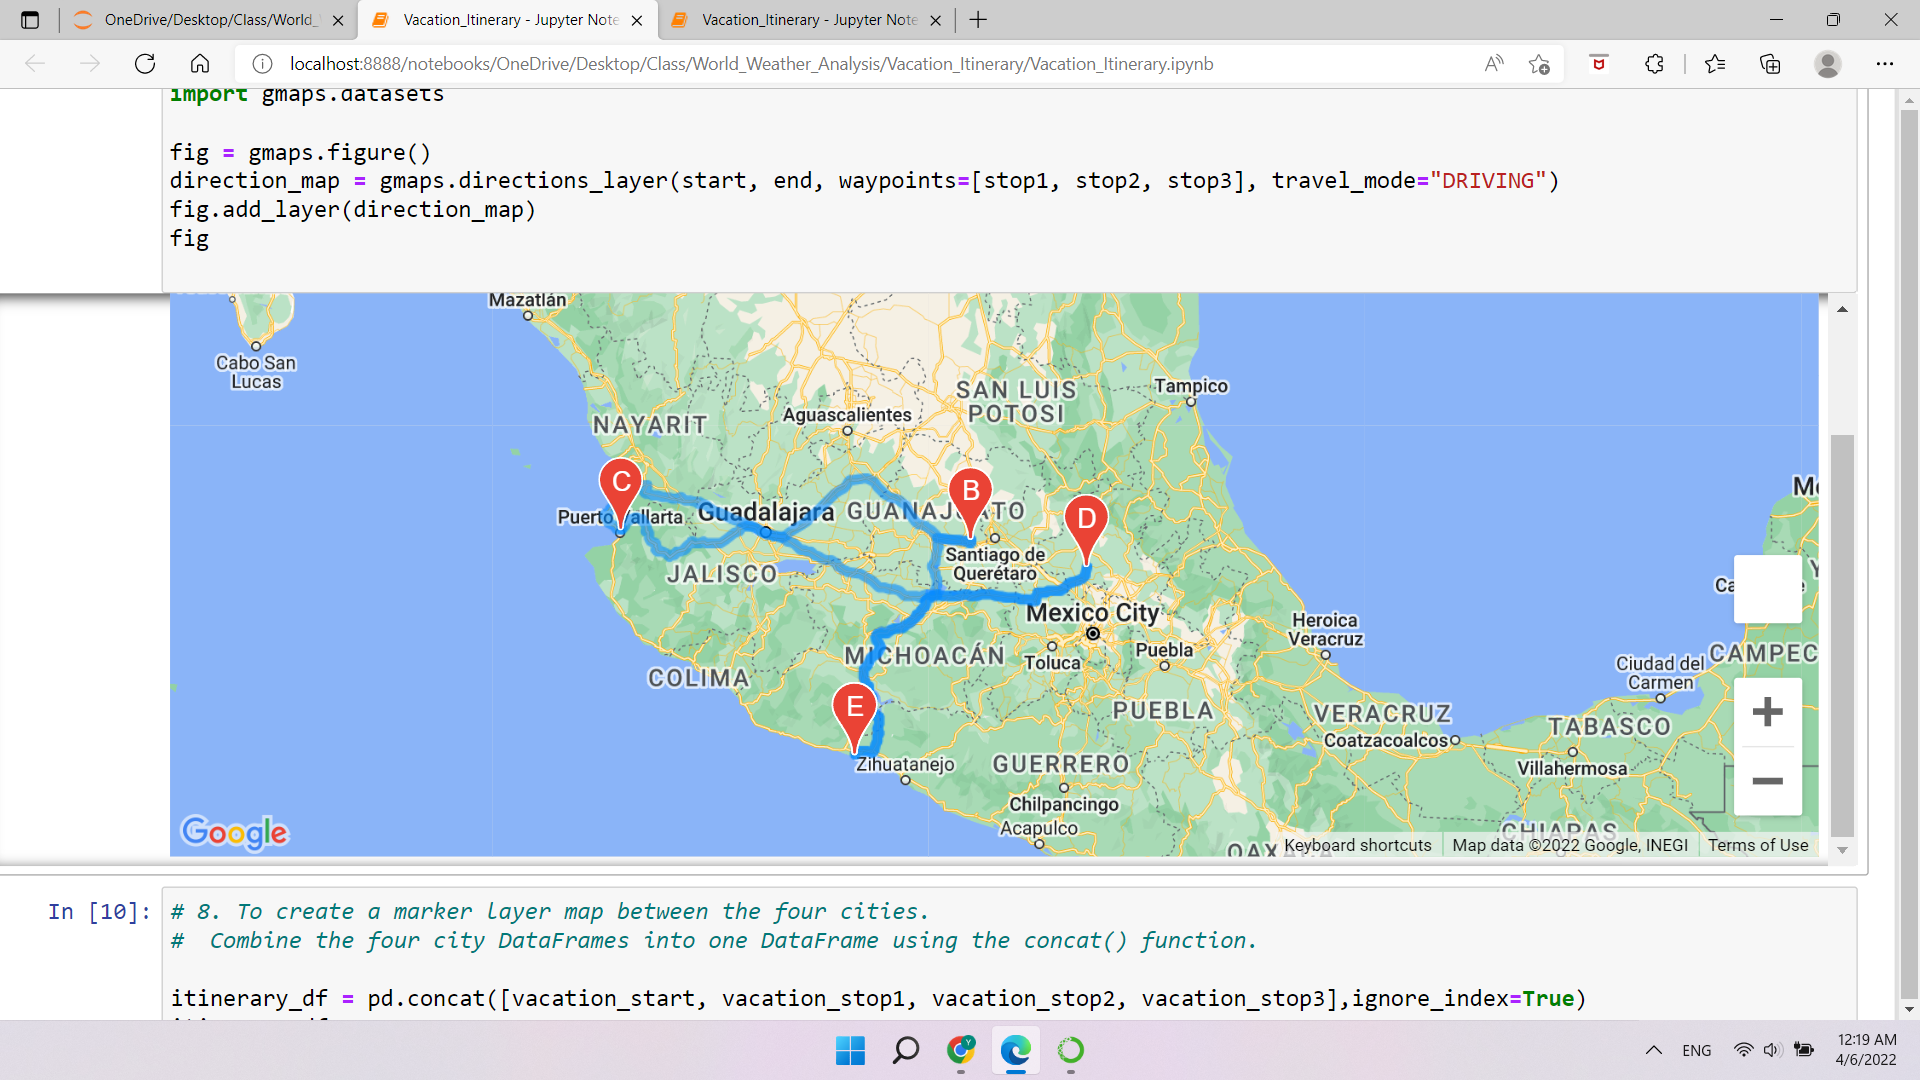 OneDrive/Desktop/Class/World_
Vacation_Itinerary - Jupyter Note
Vacation_Itinerary - Jupyter Note
localhost:8888/notebooks/OneDrive/Desktop/Class/World_Weather_Analysis/Vacation_Itinerary/Vacation_Itinerary.ipynb
import gmaps.datasets
fig = gmaps.figure()
direction_map = gmaps.directions_layer(start, end, waypoints=[stop1, stop2, stop3], travel_mode="DRIVING")
fig.add_layer(direction_map)
fig
Mazatlán
Cabo San
Lucas
SAN LUIS
POTOSI
Tampico
Aguascalientes
NAYARIT
C
B
D
Puerto Vallarta
Guadalajara
GUANAJUATO
Santiago de
Querétaro
JALISCO
Mexico City
Heroica
Veracruz
MICHOACÁN
Toluca
Puebla
COLIMA
Ciudad del
Carmen
CAMPEC
E
PUEBLA
VERACRUZ
Coatzacoalcos
TABASCO
Zihuatanejo
GUERRERO
Villahermosa
Chilpancingo
Acapulco
CHIAPAS
Google
Keyboard shortcuts
Map data ©2022 Google, INEGI
Terms of Use
In [10]:
# 8. To create a marker layer map between the four cities.
#  Combine the four city DataFrames into one DataFrame using the concat() function.
itinerary_df = pd.concat([vacation_start, vacation_stop1, vacation_stop2, vacation_stop3],ignore_index=True)
ENG
12:19 AM
4/6/2022